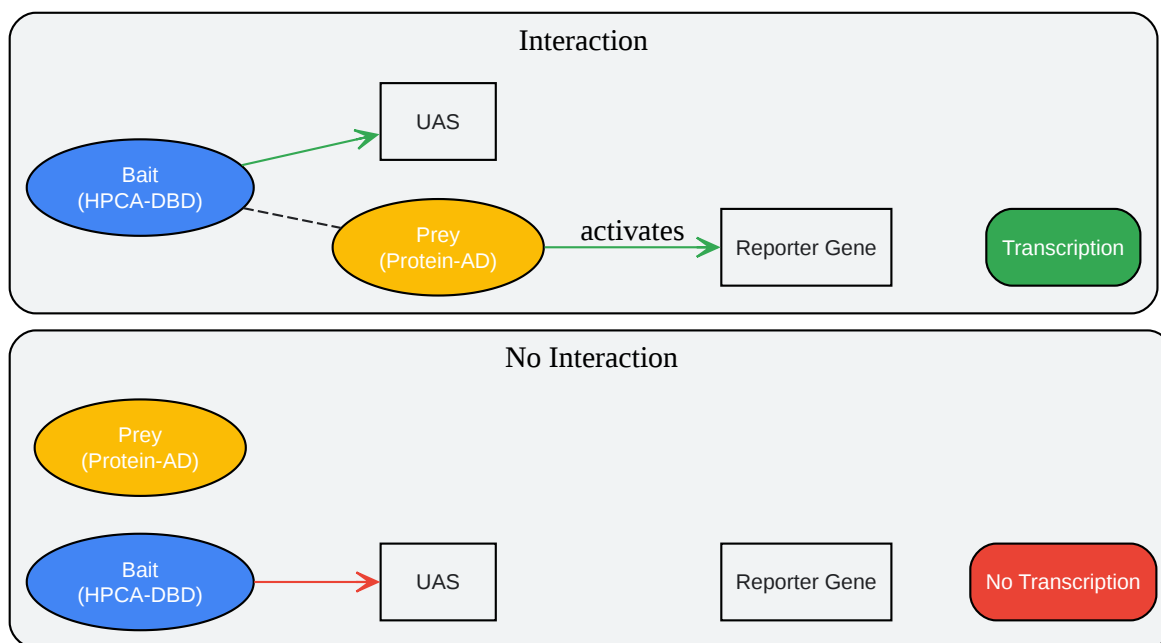 Interaction
UAS
Bait
(HPCA-DBD)
Prey
(Protein-AD)
activates
Reporter Gene
Transcription
No Interaction
Prey
(Protein-AD)
Bait
(HPCA-DBD)
UAS
Reporter Gene
No Transcription